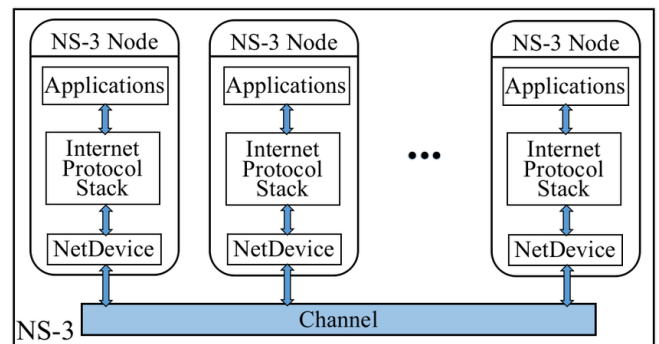 NS-3 Node
Applications
Internet
Protocol
Stack
NetDevice
NS-3 Node
Applications
Internet
Protocol
Stack
NetDevice
•••
NS-3 Node
Applications
Internet
Protocol
Stack
NetDevice
Channel
NS-3